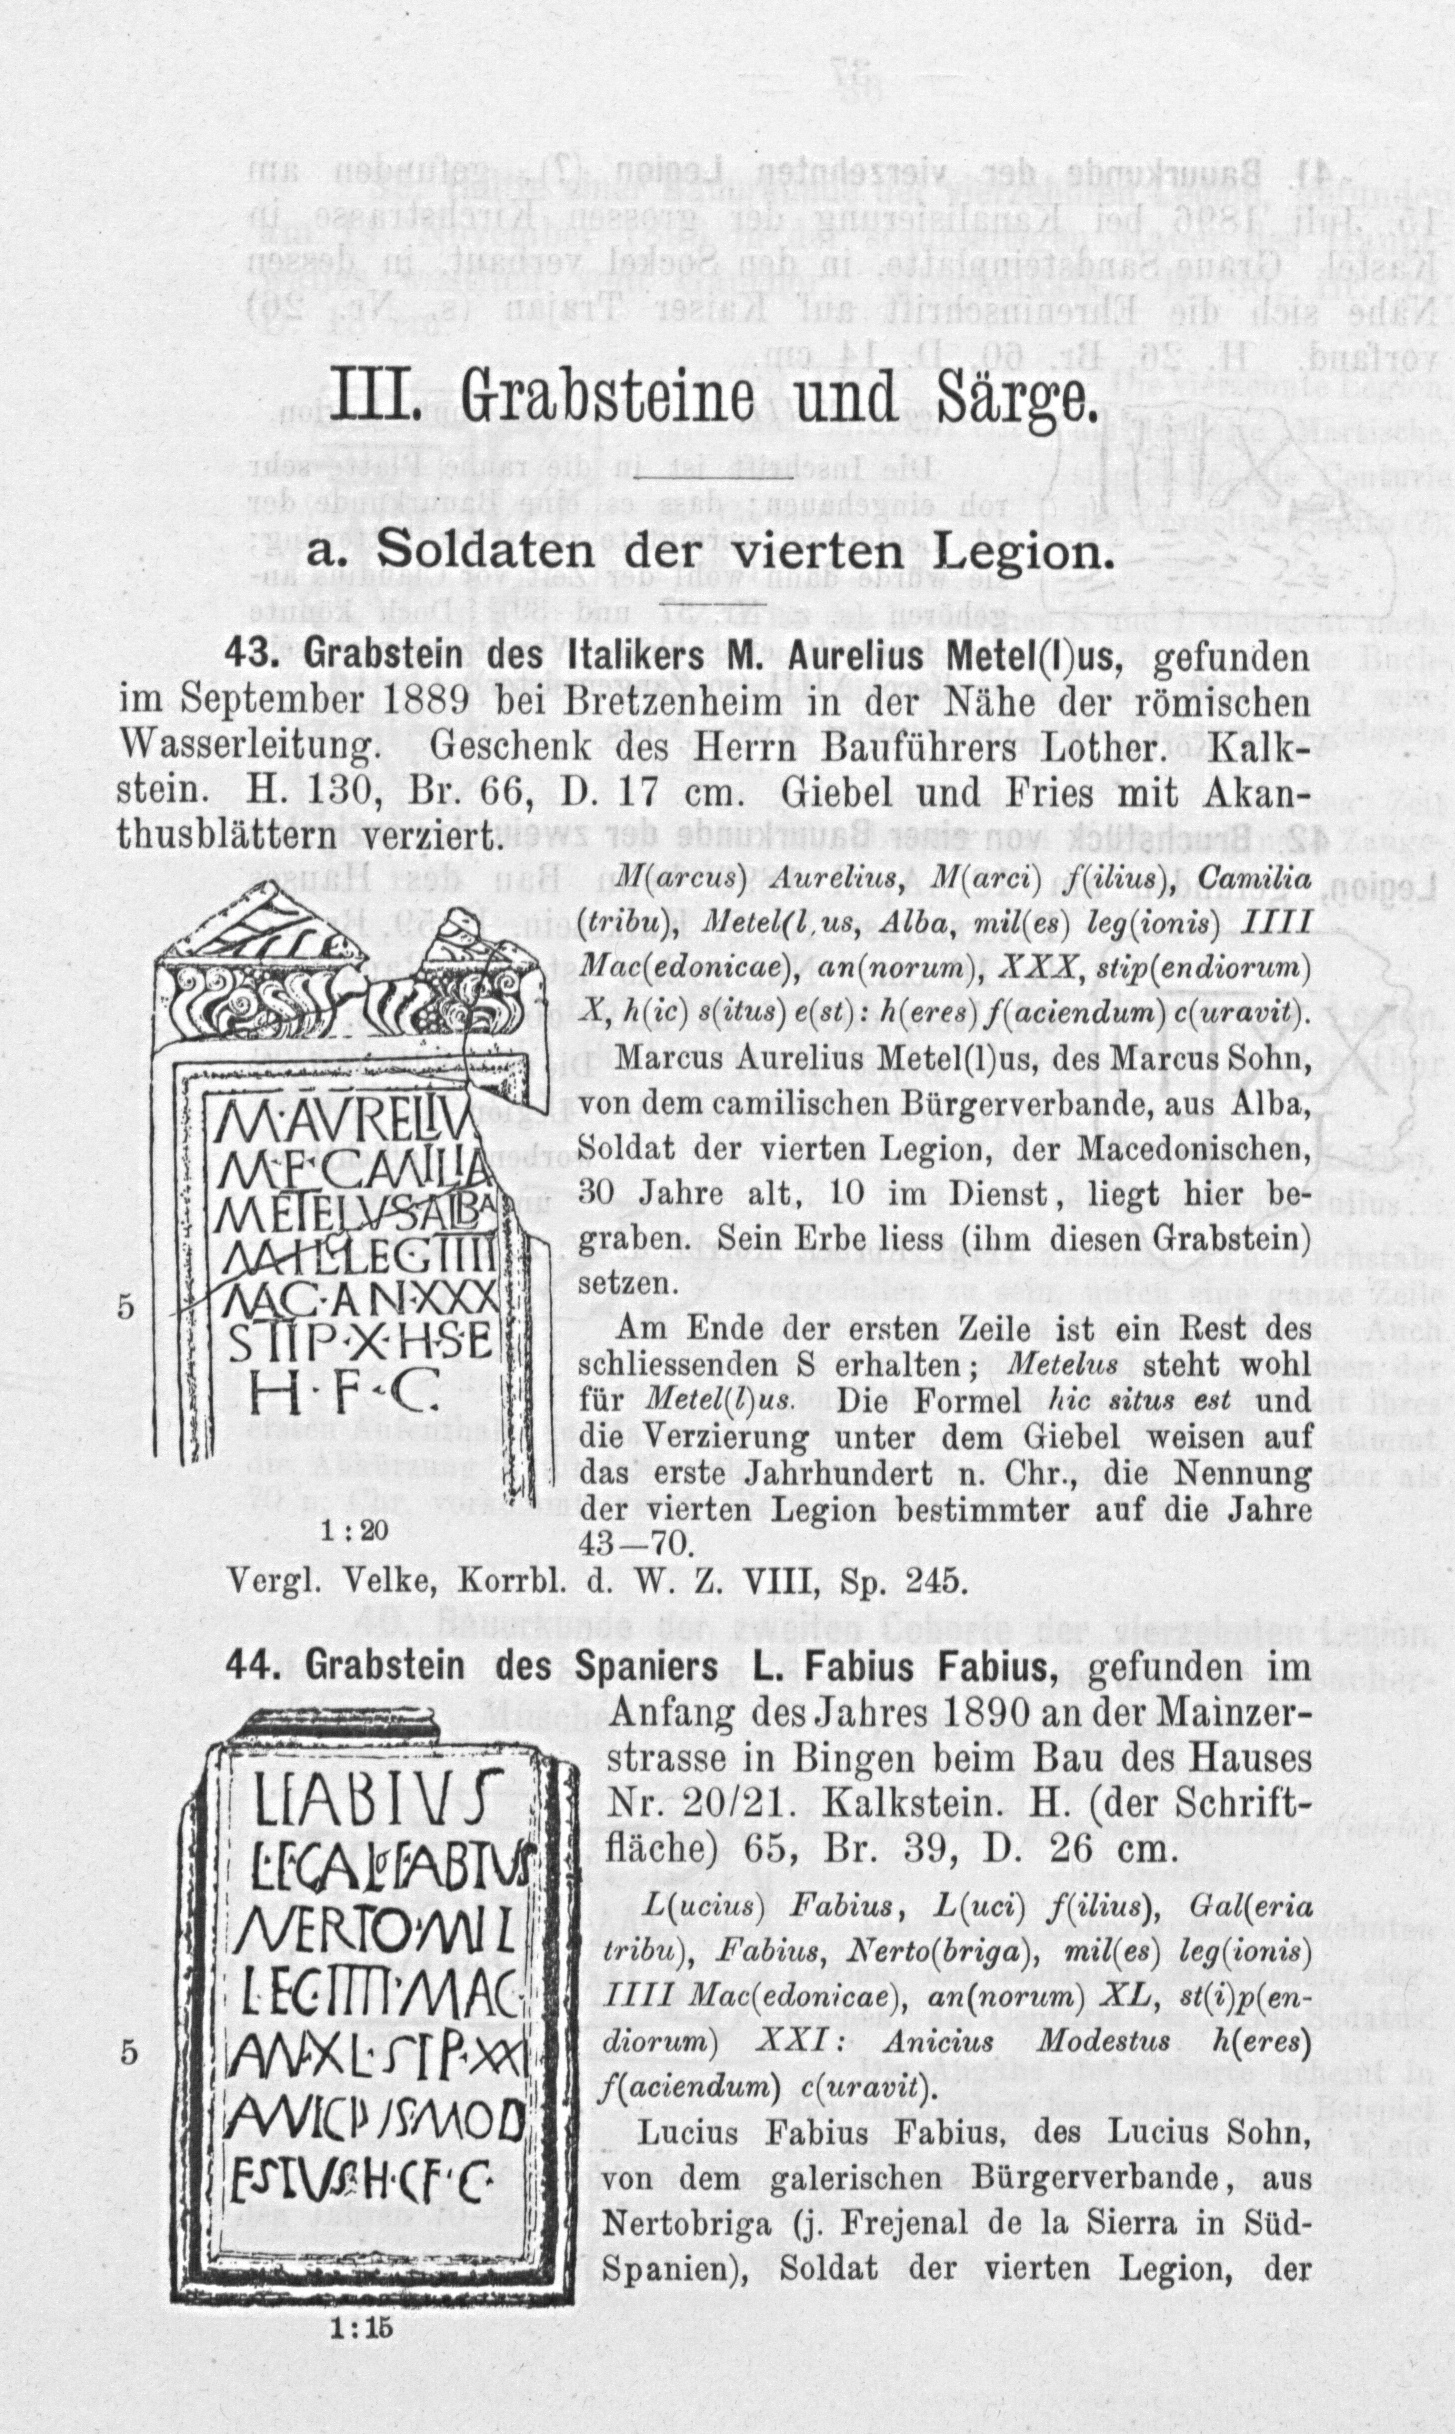 III. Grabsteine und Särge.
a. Soldaten der vierten Legion.
43. Grabstein des Italikers M. Aurelius Metel(l)us, gefunden
im September 1889 bei Bretzenheim in der Nähe der römischen
Wasserleitung. Geschenk des Herrn Bauführers Lother. Kalk-
stein. H. 130, Br. 66, D. 17 cm. Giebel und Fries mit Akan-
thusblättern verziert.
M·AVRELIV
M·F·CAMILIA
METELVSALBA
MILLEGIIII
MAC·AN·XXX
STIP·X·H·S·E
H·F·C.
5
1:20
M(arcus) Aurelius, M(arci) f(ilius), Camilia
(tribu), Metel(l,us, Alba, mil(es) leg(ionis) IIII
Mac(edonicae), an(norum), XXX, stip(endiorum)
X, h(ic) s(itus) e(st): h(eres) f(aciendum) c(uravit).
Marcus Aurelius Metel(l)us, des Marcus Sohn,
von dem camilischen Bürgerverbande, aus Alba,
Soldat der vierten Legion, der Macedonischen,
30 Jahre alt, 10 im Dienst, liegt hier be-
graben. Sein Erbe liess (ihm diesen Grabstein)
setzen.
Am Ende der ersten Zeile ist ein Rest des
schliessenden S erhalten; Metelus steht wohl
für Metel(l)us. Die Formel hic situs est und
die Verzierung unter dem Giebel weisen auf
das erste Jahrhundert n. Chr., die Nennung
der vierten Legion bestimmter auf die Jahre
43—70.
Vergl. Velke, Korrbl. d. W. Z. VIII, Sp. 245.
44. Grabstein des Spaniers L. Fabius Fabius, gefunden im
Anfang des Jahres 1890 an der Mainzer-
strasse in Bingen beim Bau des Hauses
Nr. 20/21. Kalkstein. H. (der Schrift-
fläche) 65, Br. 39, D. 26 cm.
LFABIVS
L·F·GAL·FABIVS
NERTO·MIL
LEG·IIII·MAC·
AN·XL·STP·XXI
ANICIVS·MOD
ESTVS·H·CF·C·
5
1:15
L(ucius) Fabius, L(uci) f(ilius), Gal(eria
tribu), Fabius, Nerto(briga), mil(es) leg(ionis)
IIII Mac(edonicae), an(norum) XL, st(i)p(en-
diorum) XXI: Anicius Modestus h(eres)
f(aciendum) c(uravit).
Lucius Fabius Fabius, des Lucius Sohn,
von dem galerischen Bürgerverbande, aus
Nertobriga (j. Frejenal de la Sierra in Süd-
Spanien), Soldat der vierten Legion, der